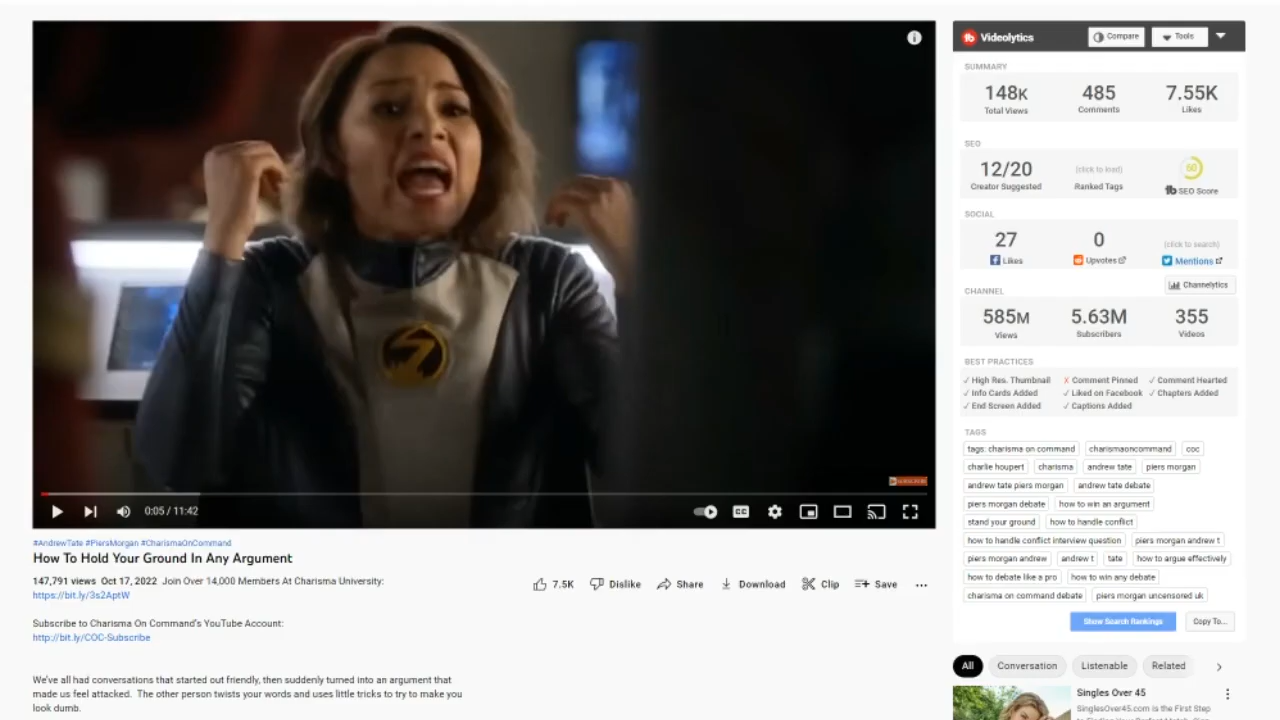 0:05 / 11:42
CC
#AndrewTate #PiersMorgan #CharismaOnCommand
How To Hold Your Ground In Any Argument
147,791 views Oct 17, 2022 Join Over 14,000 Members At Charisma University:
https://bit.ly/3s2AptW
7.5K Dislike Share Download Clip Save
Subscribe to Charisma On Command's YouTube Account:
http://bit.ly/COC-Subscribe
We've all had conversations that started out friendly, then suddenly turned into an argument that
made us feel attacked. The other person twists your words and uses little tricks to try to make you
look dumb.
tb Videolytics Compare Tools
SUMMARY
148K 485 7.55K
Total Views Comments Likes
SEO
12/20 (click to load) 60
Creator Suggested Ranked Tags tb SEO Score
SOCIAL
27 0 (click to search)
Likes Upvotes Mentions
CHANNEL Channelytics
585M 5.63M 355
Views Subscribers Videos
BEST PRACTICES
✓ High Res. Thumbnail ✗ Comment Pinned ✓ Comment Hearted
✓ Info Cards Added ✓ Liked on Facebook ✓ Chapters Added
✓ End Screen Added ✓ Captions Added
TAGS
tags: charisma on command charismaoncommand coc
charlie houpert charisma andrew tate piers morgan
andrew tate piers morgan andrew tate debate
piers morgan debate how to win an argument
stand your ground how to handle conflict
how to handle conflict interview question piers morgan andrew t
piers morgan andrew andrew t tate how to argue effectively
how to debate like a pro how to win any debate
charisma on command debate piers morgan uncensored uk
Show Search Rankings Copy To...
All Conversation Listenable Related
Singles Over 45
SinglesOver45.com is the First Step